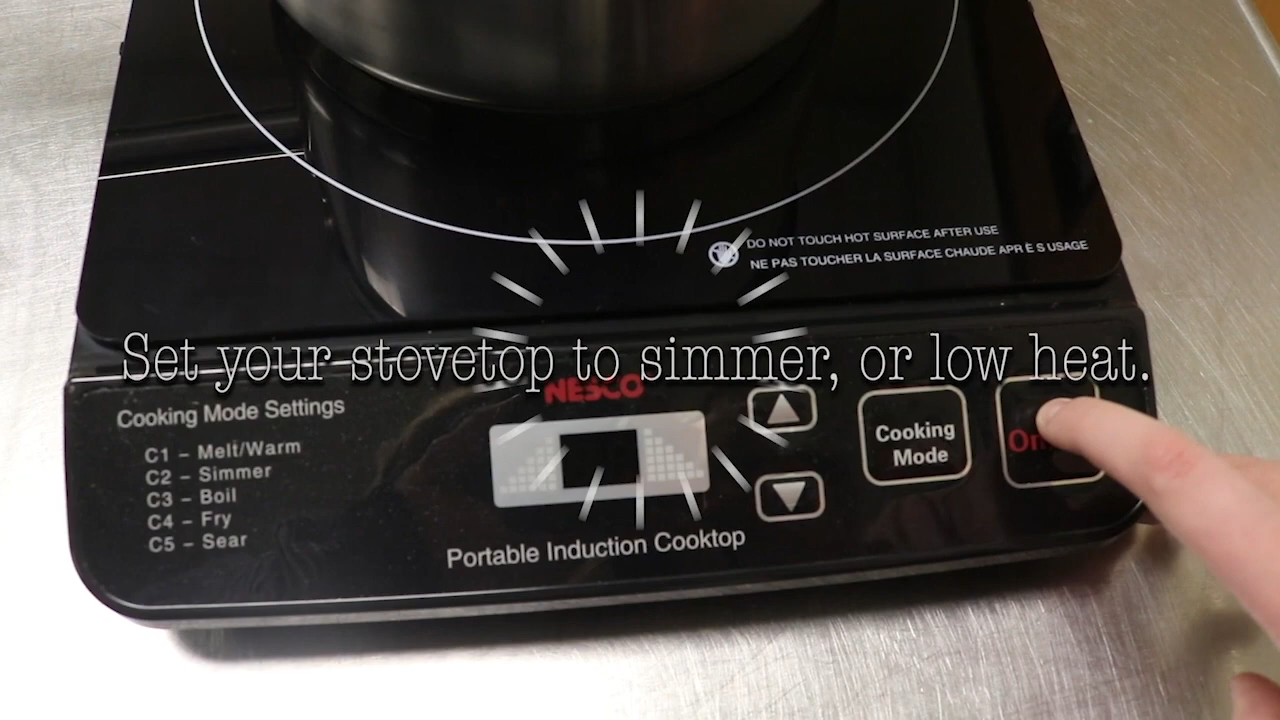 DO NOT TOUCH HOT SURFACE AFTER USE
NE PAS TOUCHER LA SURFACE CHAUDE APR È S USAGE
Set your stovetop to simmer, or low heat.
NESCO
Cooking Mode Settings
C1 – Melt/Warm
C2 – Simmer
C3 – Boil
C4 – Fry
C5 – Sear
Cooking
Mode
Portable Induction Cooktop